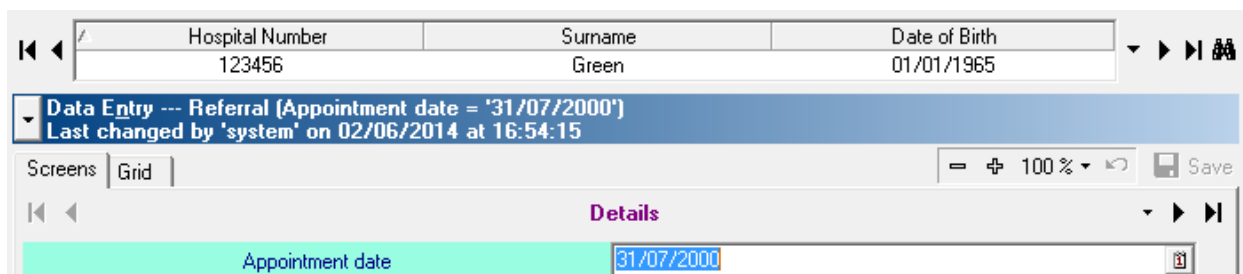 Hospital Number Surname Date of Birth
123456 Green 01/01/1965
Data Entry --- Referral (Appointment date = '31/07/2000')
Last changed by 'system' on 02/06/2014 at 16:54:15
Screens Grid 100 % Save
Details
Appointment date 31/07/2000